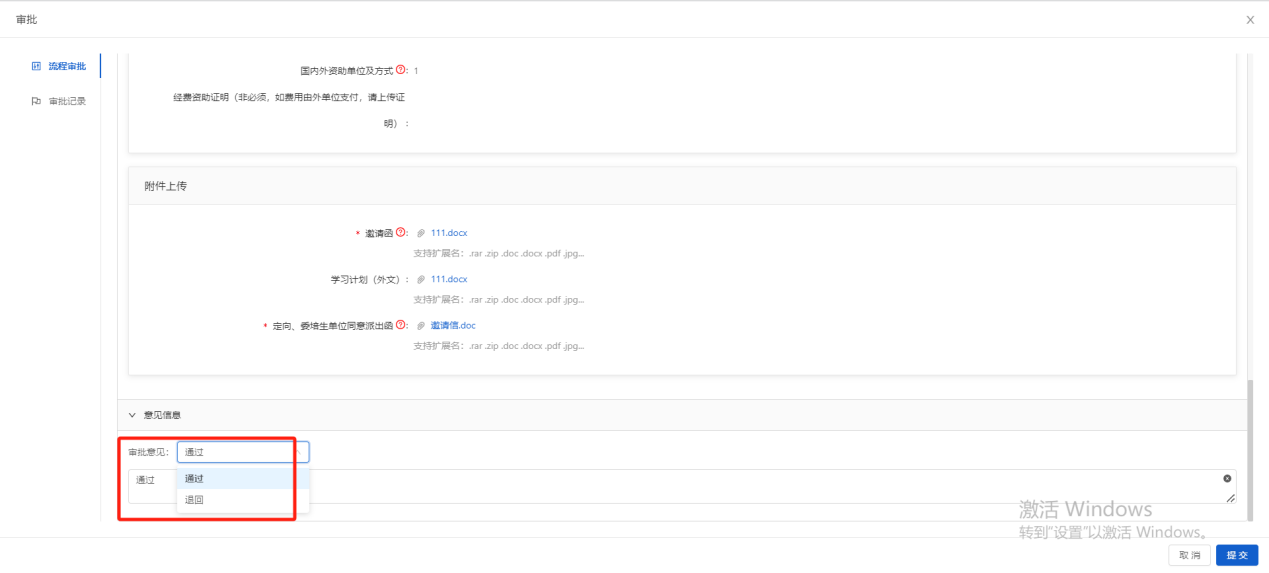 审批
流程审批
审批记录
国内外资助单位及方式?: 1
经费资助证明（非必须，如费用由外单位支付，请上传证
明）：
附件上传
* 邀请函?: 111.docx
支持扩展名：.rar .zip .doc .docx .pdf .jpg...
学习计划（外文）: 111.docx
支持扩展名：.rar .zip .doc .docx .pdf .jpg...
* 定向、委培生单位同意派出函?: 邀请信.doc
支持扩展名：.rar .zip .doc .docx .pdf .jpg...
意见信息
审批意见： 通过
通过
通过
退回
激活 Windows
转到“设置”以激活 Windows。
取 消
提 交